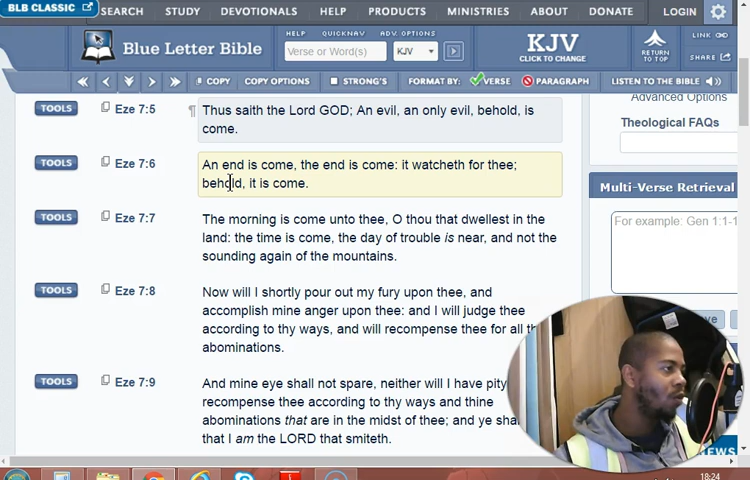 BLB CLASSIC
SEARCH STUDY DEVOTIONALS HELP PRODUCTS MINISTRIES ABOUT DONATE LOGIN
Blue Letter Bible
HELP QUICKNAV ADV. OPTIONS
Verse or Word(s) KJV
KJV
CLICK TO CHANGE
RETURN
TO TOP
LINK
SHARE
COPY COPY OPTIONS STRONG'S FORMAT BY: VERSE PARAGRAPH LISTEN TO THE BIBLE
Advanced Options
Theological FAQs
Multi-Verse Retrieval
For example: Gen 1:1-1
TOOLS Eze 7:5 ¶ Thus saith the Lord GOD; An evil, an only evil, behold, is
come.
TOOLS Eze 7:6 An end is come, the end is come: it watcheth for thee;
behold, it is come.
TOOLS Eze 7:7 The morning is come unto thee, O thou that dwellest in the
land: the time is come, the day of trouble is near, and not the
sounding again of the mountains.
TOOLS Eze 7:8 Now will I shortly pour out my fury upon thee, and
accomplish mine anger upon thee: and I will judge thee
according to thy ways, and will recompense thee for all th
abominations.
TOOLS Eze 7:9 And mine eye shall not spare, neither will I have pity
recompense thee according to thy ways and thine
abominations that are in the midst of thee; and ye sha
that I am the LORD that smiteth.
EWS
18:24